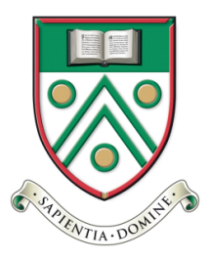 · SAPIENTIA · DOMINE ·